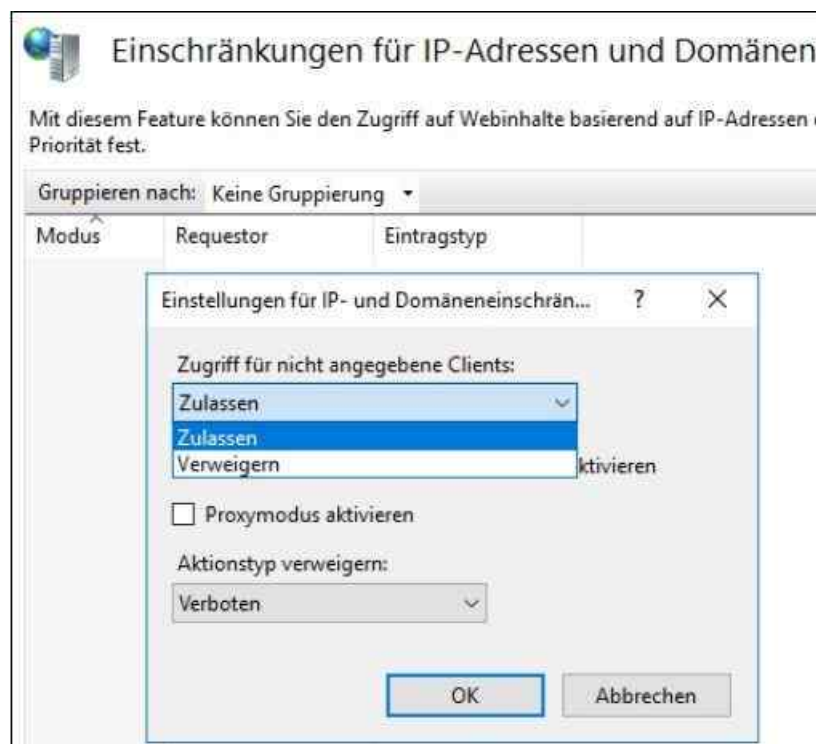 Einschränkungen für IP-Adressen und Domänen
Mit diesem Feature können Sie den Zugriff auf Webinhalte basierend auf IP-Adressen
Priorität fest.
Gruppieren nach: Keine Gruppierung
Modus Requestor Eintragstyp
Einstellungen für IP- und Domäneneinschrän... ?
Zugriff für nicht angegebene Clients:
Zulassen
Zulassen
Verweigern ktivieren
Proxymodus aktivieren
Aktionstyp verweigern:
Verboten
OK Abbrechen